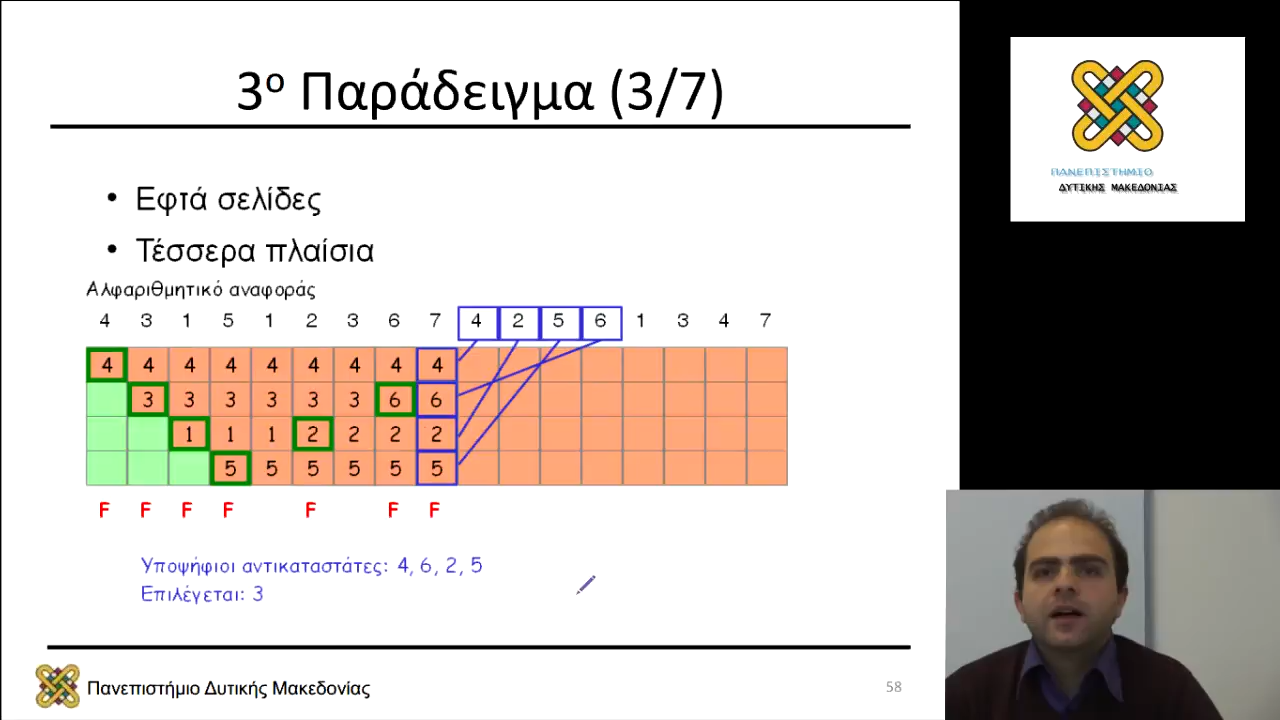 3ο Παράδειγμα (3/7)
• Εφτά σελίδες
• Τέσσερα πλαίσια
Αλφαριθμητικό αναφοράς
4 3 1 5 1 2 3 6 7 4 2 5 6 1 3 4 7
4 4 4 4 4 4 4 4 4
3 3 3 3 3 3 6 6
1 1 1 2 2 2 2
5 5 5 5 5 5
F F F F F F F
Υποψήφιοι αντικαταστάτες: 4, 6, 2, 5
Επιλέγεται: 3
Πανεπιστήμιο Δυτικής Μακεδονίας
58
ΠΑΝΕΠΙΣΤΗΜΙΟ
ΔΥΤΙΚΗΣ ΜΑΚΕΔΟΝΙΑΣ